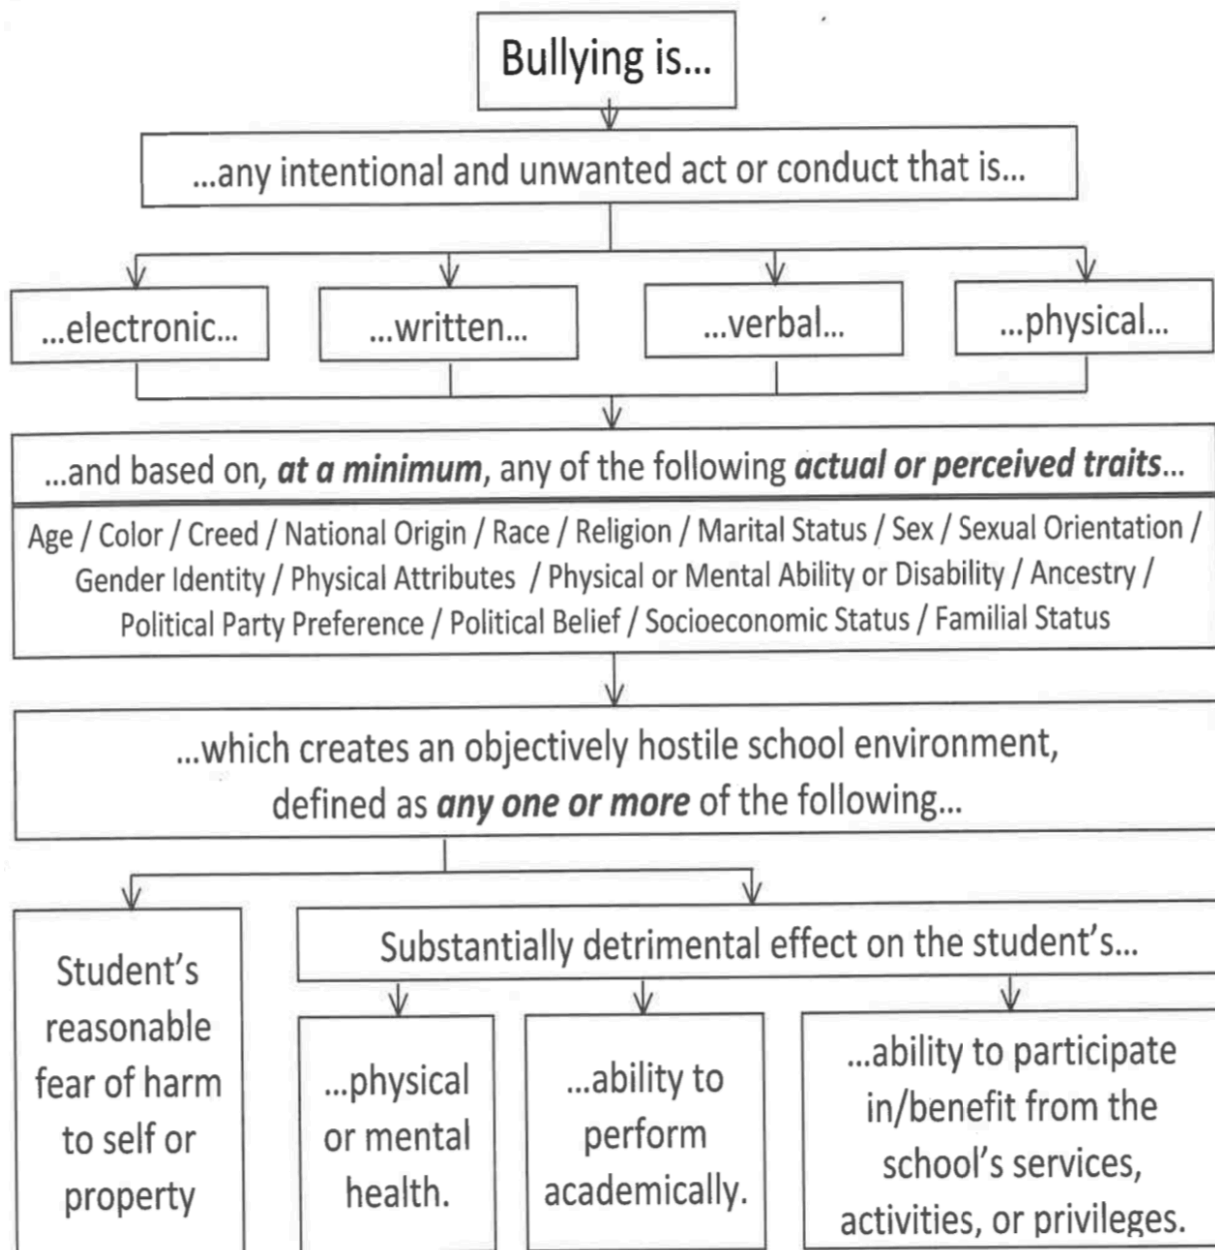 Bullying is...
...any intentional and unwanted act or conduct that is...
...electronic...
...written...
...verbal...
...physical...
...and based on, at a minimum, any of the following actual or perceived traits...
Age / Color / Creed / National Origin / Race / Religion / Marital Status / Sex / Sexual Orientation /
Gender Identity / Physical Attributes / Physical or Mental Ability or Disability / Ancestry /
Political Party Preference / Political Belief / Socioeconomic Status / Familial Status
...which creates an objectively hostile school environment,
defined as any one or more of the following...
Student's
reasonable
fear of harm
to self or
property
Substantially detrimental effect on the student's...
...physical
or mental
health.
...ability to
perform
academically.
...ability to participate
in/benefit from the
school's services,
activities, or privileges.